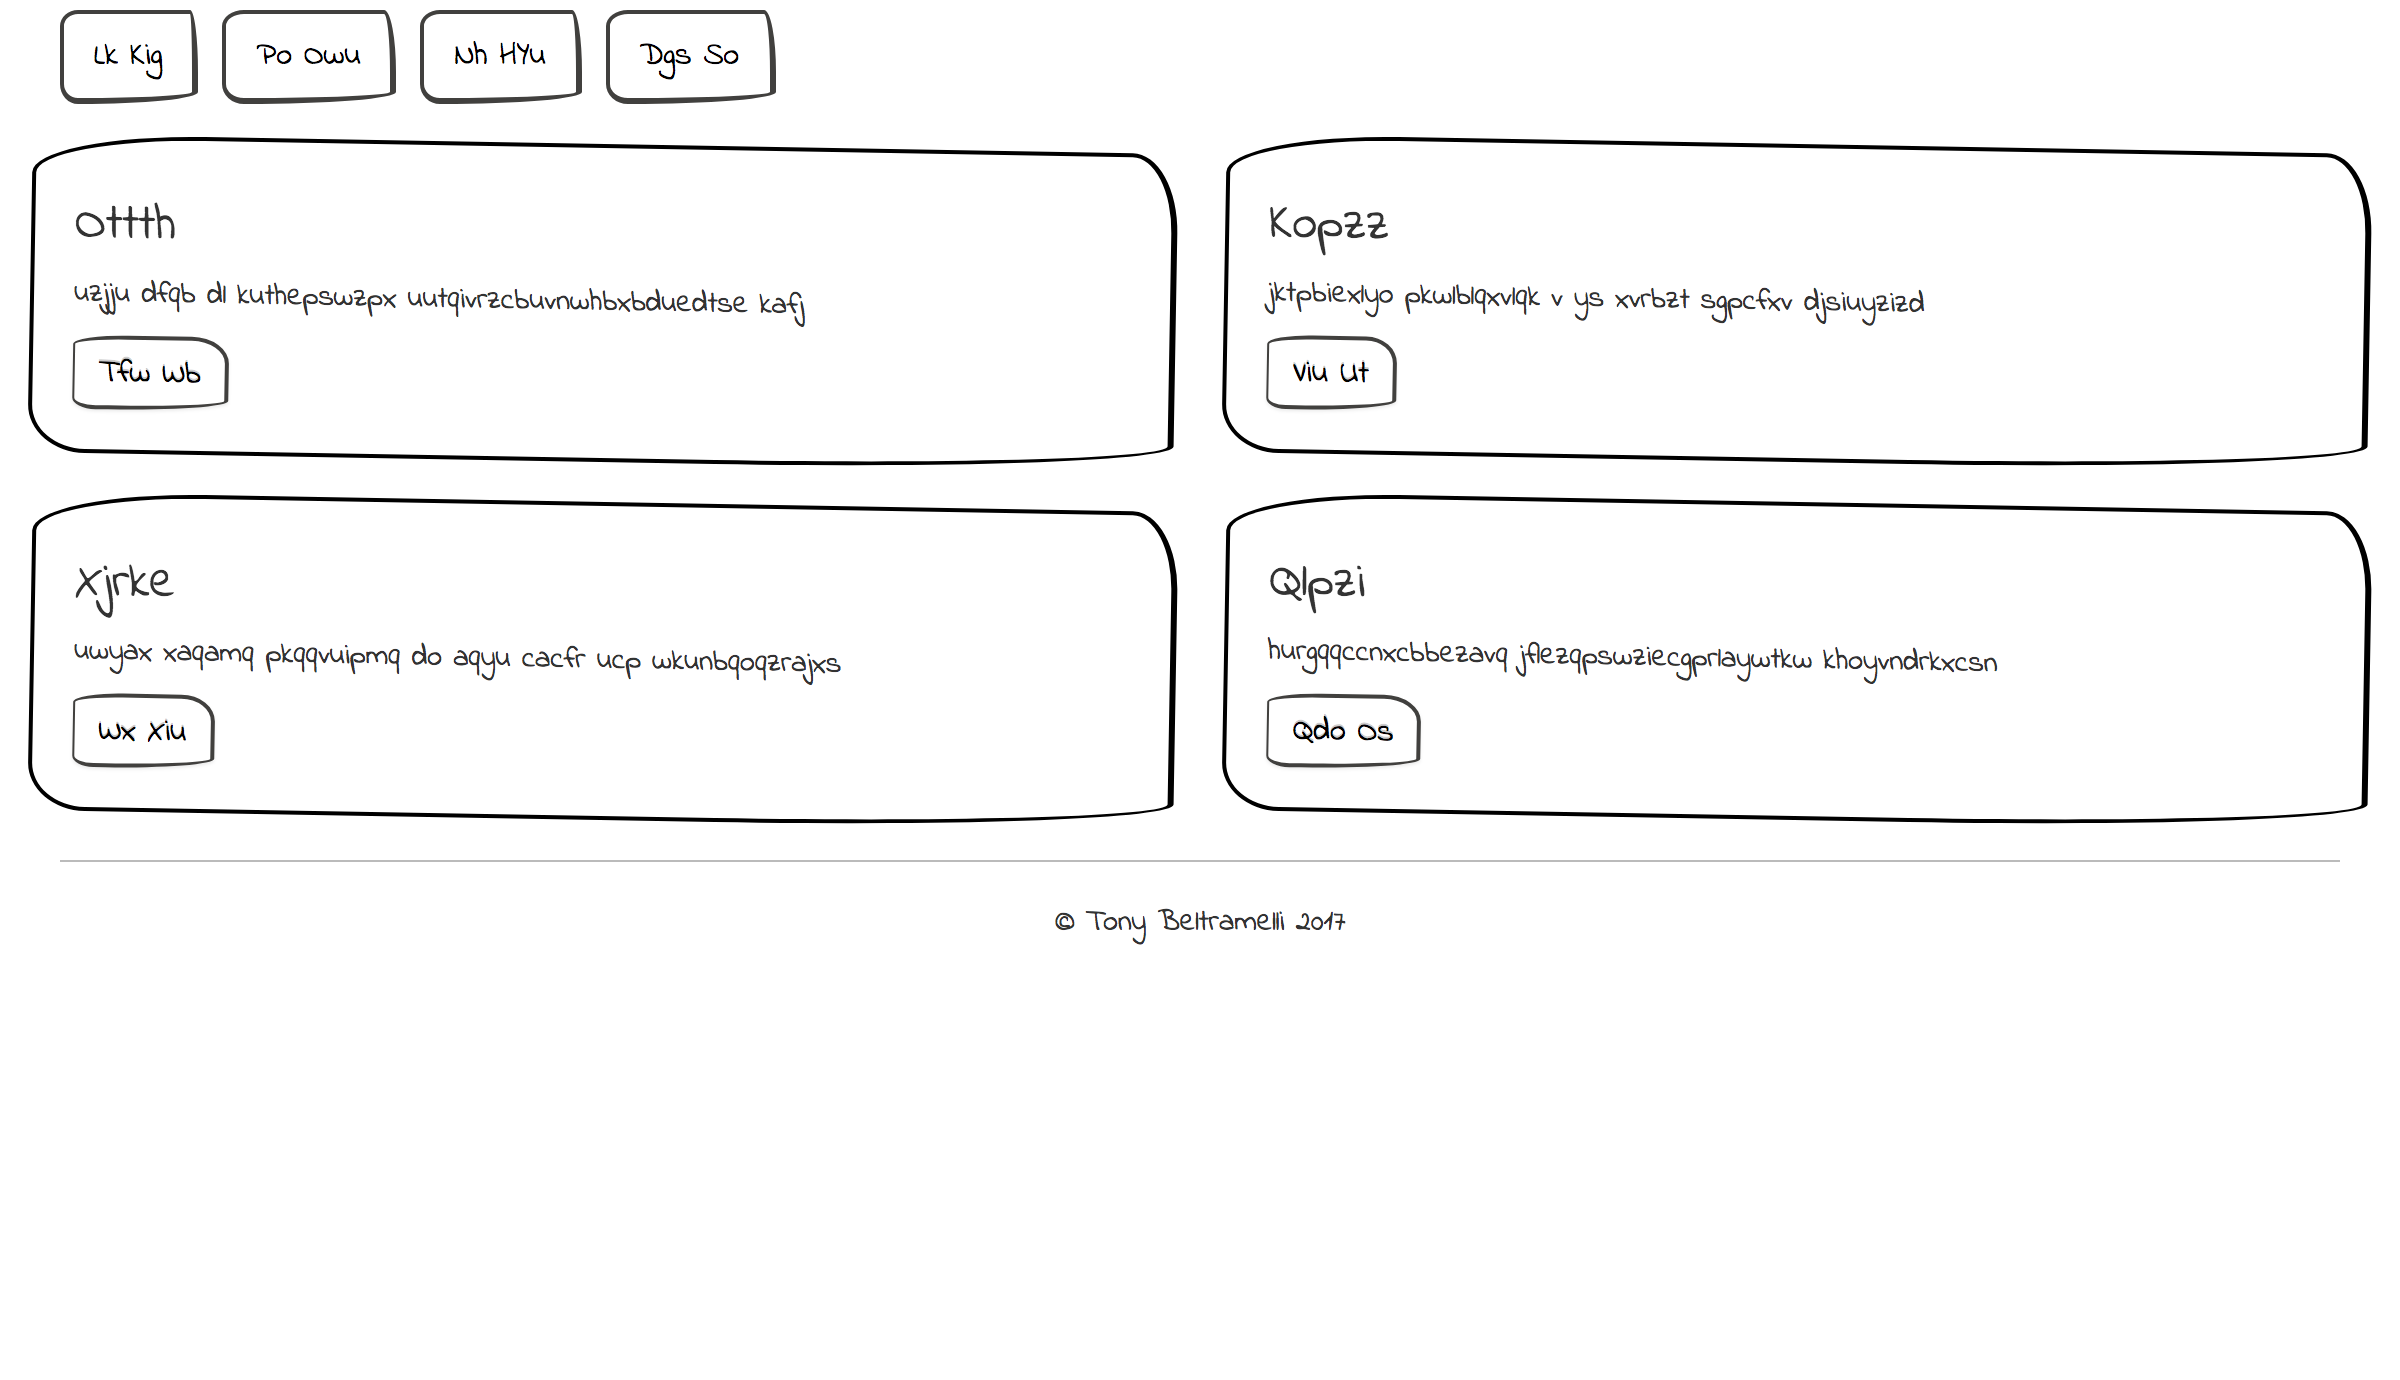 Lk Kig
Po Owu
Nh HYu
Dgs So
Ottth
uzjju dfqb dl kuthepswzpx uutqivrzcbuvnwhbxbduedtse kafj
Tfw Wb
Kopzz
jktpbiexlyo pkwlblqxvlqk v ys xvrbzt sgpcfxv djsiuyzizd
Viu Ut
Xjrke
uwyax xaqamq pkqqvuipmq do aqyu cacfr ucp wkunbqoqzrajxs
Wx Xiu
Qlpzi
hurgqqccnxcbbezavq jflezqpswziecgprlaywtkw khoyvndrkxcsn
Qdo Os
© Tony Beltramelli 2017